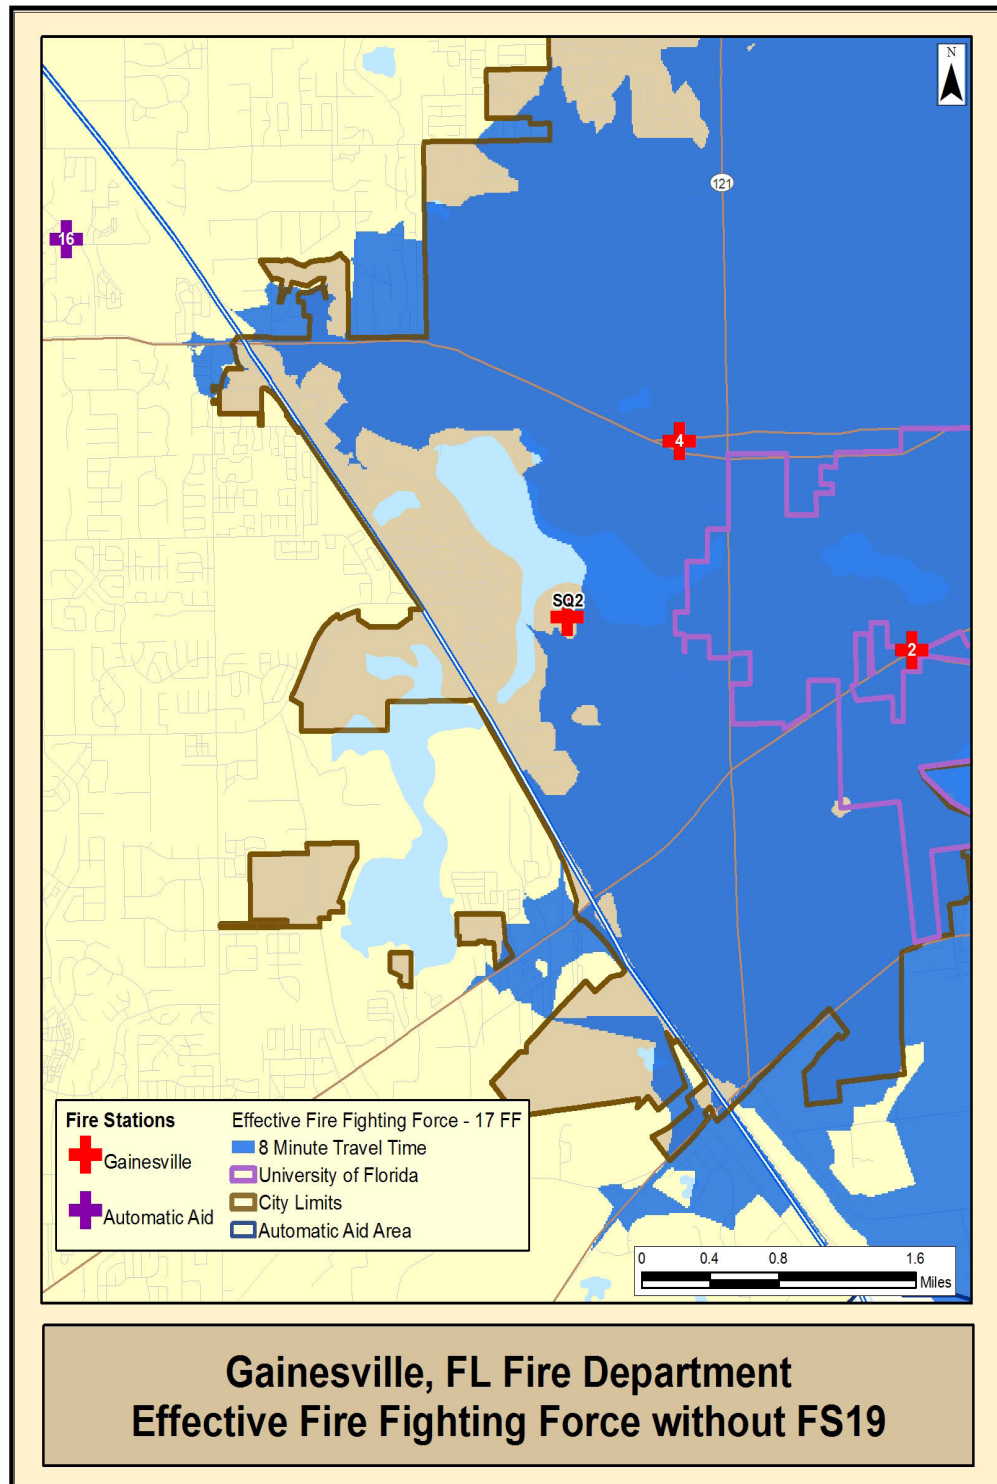 N
121
16
4
SQ2
2
Fire Stations
Gainesville
Automatic Aid
Effective Fire Fighting Force - 17 FF
8 Minute Travel Time
University of Florida
City Limits
Automatic Aid Area
0 0.4 0.8 1.6
Miles
Gainesville, FL Fire Department
Effective Fire Fighting Force without FS19